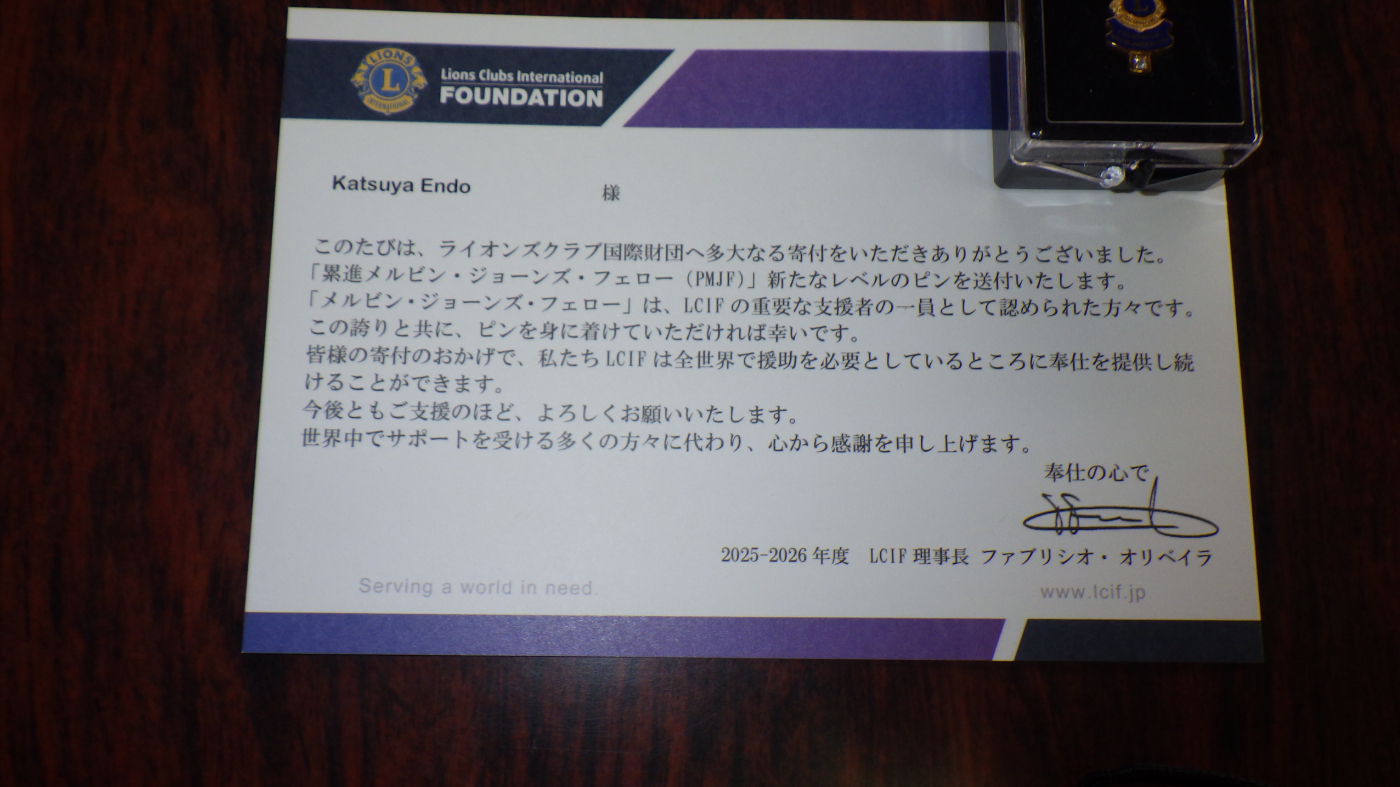 LIONS
L
INTERNATIONAL
Lions Clubs International
FOUNDATION
Katsuya Endo 様
このたびは、ライオンズクラブ国際財団へ多大なる寄付をいただきありがとうございました。
「累進メルビン・ジョーンズ・フェロー（PMJF）」新たなレベルのピンを送付いたします。
「メルビン・ジョーンズ・フェロー」は、LCIF の重要な支援者の一員として認められた方々です。
この誇りと共に、ピンを身に着けていただければ幸いです。
皆様の寄付のおかげで、私たち LCIF は全世界で援助を必要としているところに奉仕を提供し続
けることができます。
今後ともご支援のほど、よろしくお願いいたします。
世界中でサポートを受ける多くの方々に代わり、心から感謝を申し上げます。
奉仕の心で
2025-2026 年度　LCIF 理事長 ファブリシオ・ オリベイラ
Serving a world in need.
www.lcif.jp